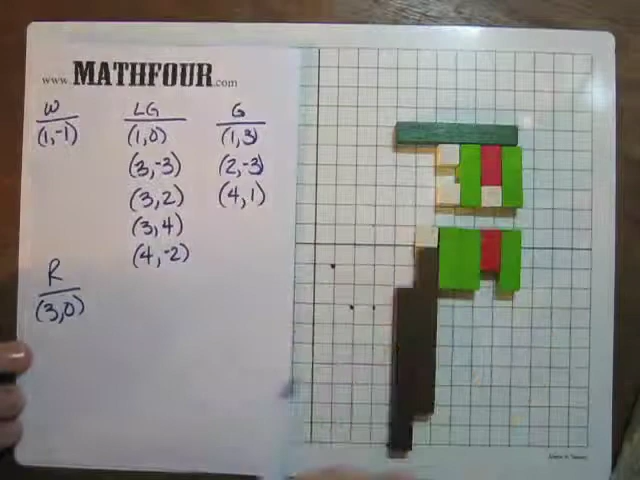 www.MATHFOUR.com
W LG G
(1,-1) (1,0) (1,3)
(3,-3) (2,-3)
(3,2) (4,1)
(3,4)
(4,-2)
R
(3,0)